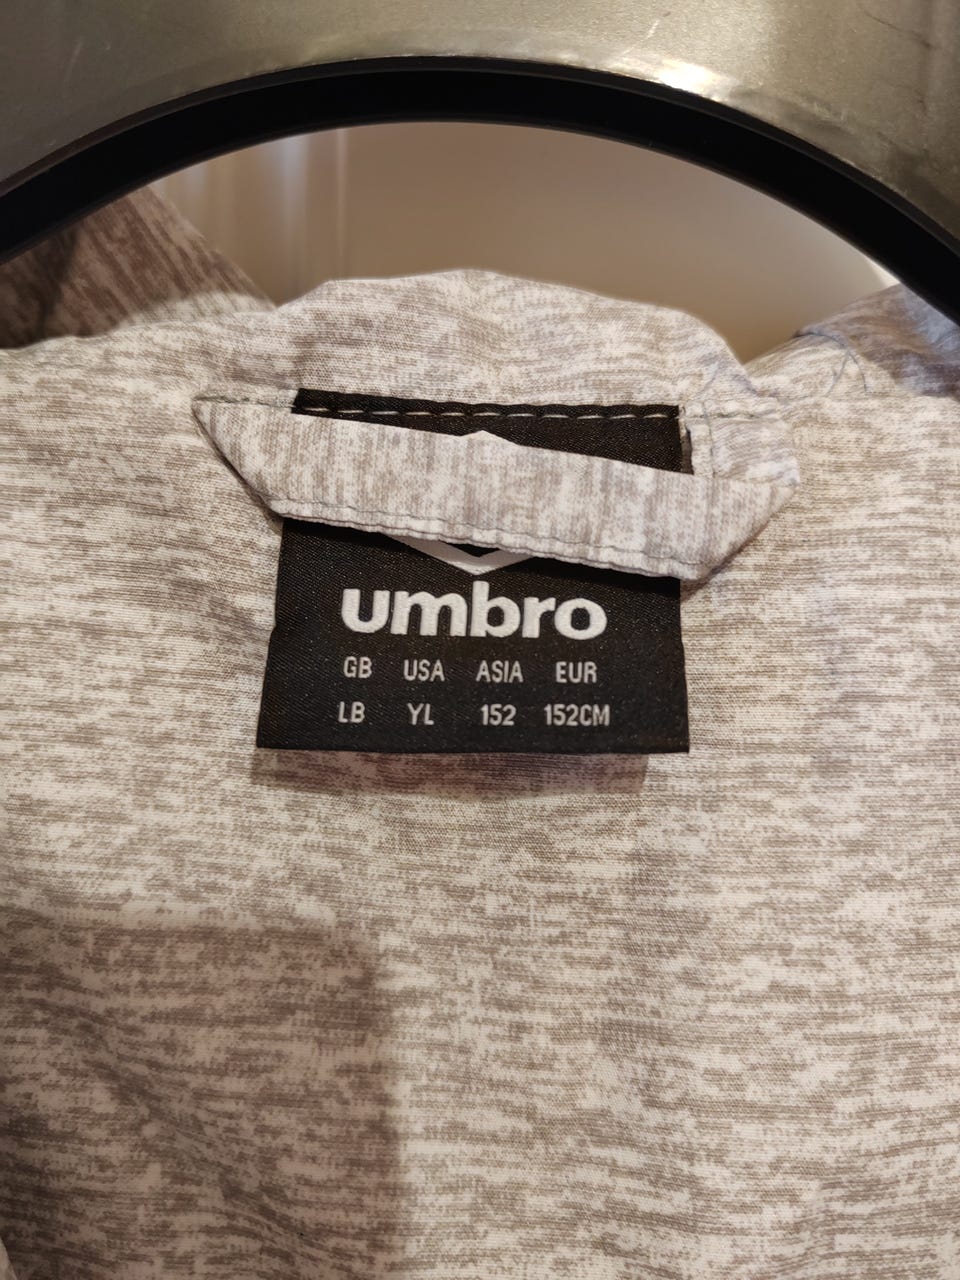 umbro
GB USA ASIA EUR
LB YL 152 152CM